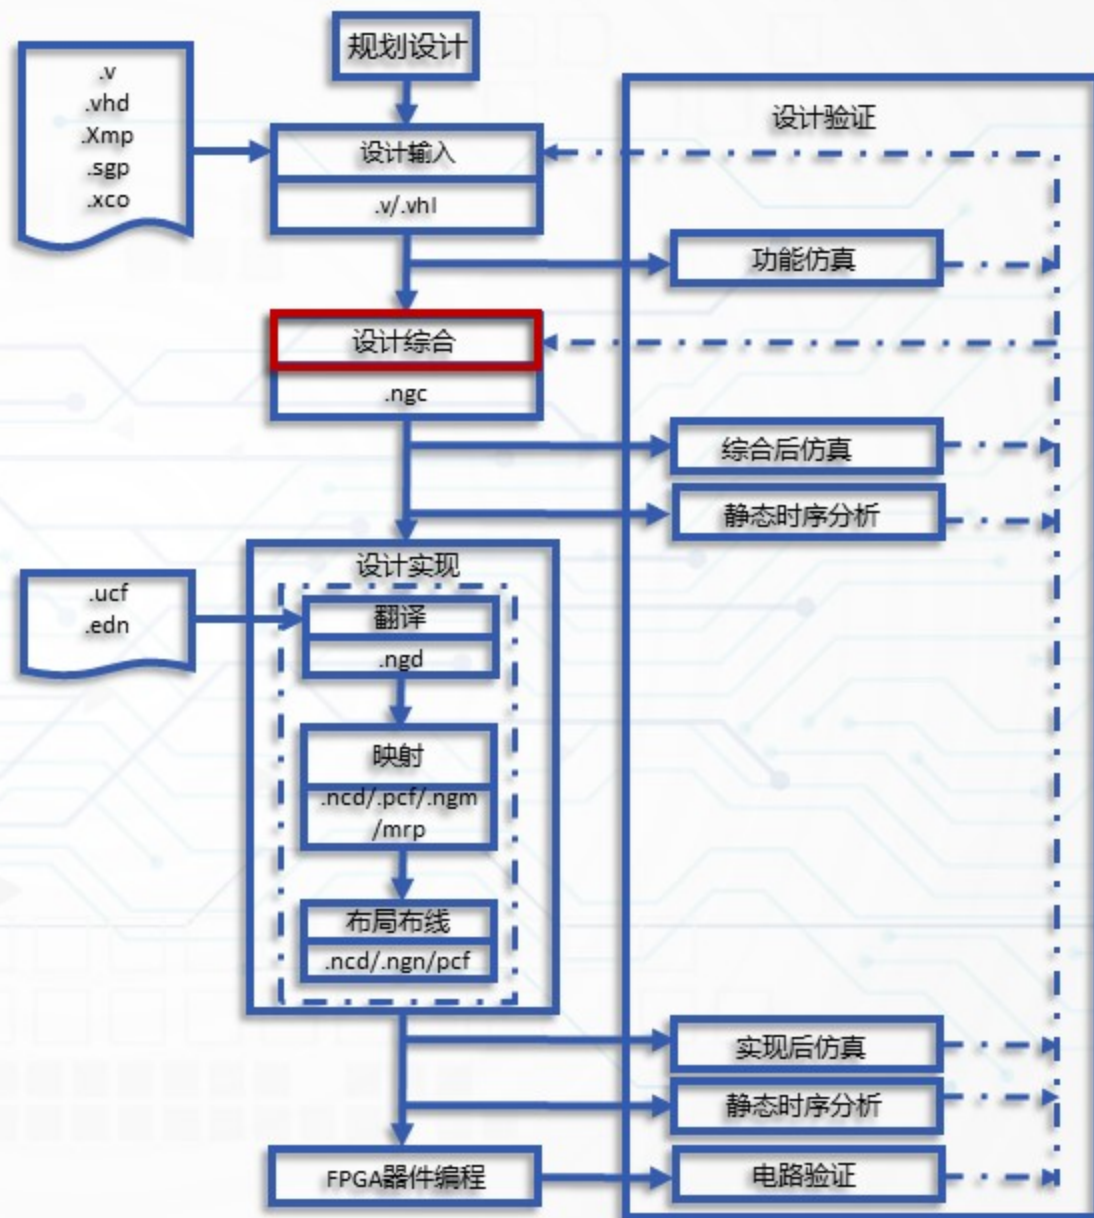 规划设计
.v
.vhd
.Xmp
.sgp
.xco
设计输入
.v/.vhl
设计验证
功能仿真
设计综合
.ngc
综合后仿真
静态时序分析
设计实现
.ucf
.edn
翻译
.ngd
映射
.ncd/.pcf/.ngm
/mrp
布局布线
.ncd/.ngn/pcf
实现后仿真
静态时序分析
FPGA器件编程
电路验证